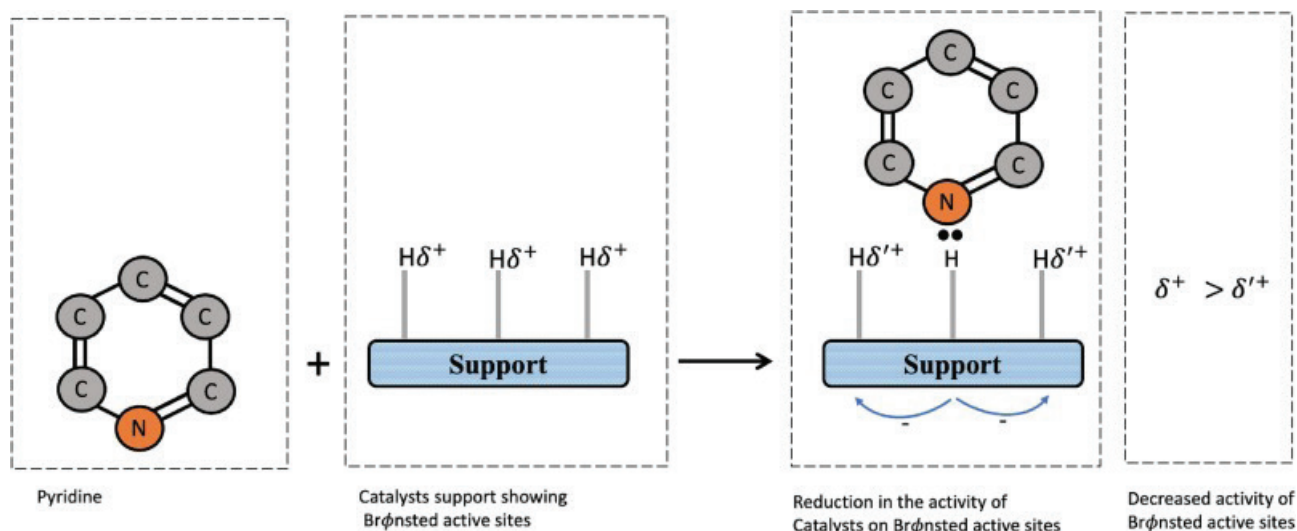 C
C
C
C
C
N
Pyridine
+
Hδ⁺ Hδ⁺ Hδ⁺
Support
Catalysts support showing
Brϕnsted active sites
C
C
C
C
C
N
Hδ′⁺ H Hδ′⁺
Support
- -
Reduction in the activity of
Catalysts on Brϕnsted active sites
δ⁺ > δ′⁺
Decreased activity of
Brϕnsted active sites